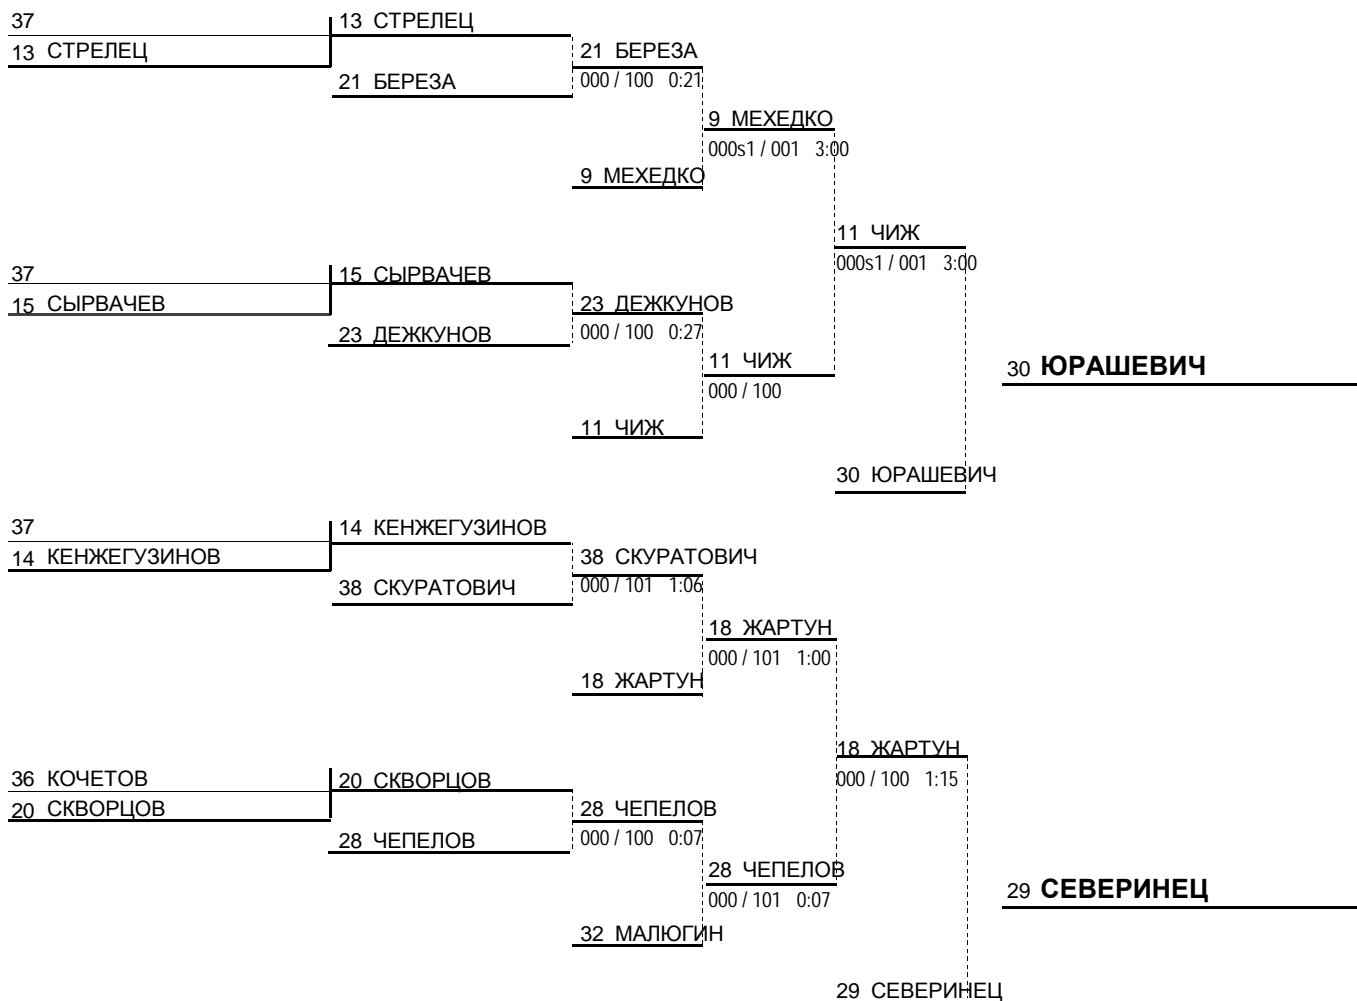 37
13 СТРЕЛЕЦ
13 СТРЕЛЕЦ
21 БЕРЕЗА
21 БЕРЕЗА
000 / 100 0:21
9 МЕХЕДКО
9 МЕХЕДКО
000s1 / 001 3:00
37
15 СЫРВАЧЕВ
15 СЫРВАЧЕВ
23 ДЕЖКУНОВ
23 ДЕЖКУНОВ
000 / 100 0:27
11 ЧИЖ
11 ЧИЖ
000 / 100
11 ЧИЖ
000s1 / 001 3:00
30 ЮРАШЕВИЧ
30 ЮРАШЕВИЧ
37
14 КЕНЖЕГУЗИНОВ
14 КЕНЖЕГУЗИНОВ
38 СКУРАТОВИЧ
38 СКУРАТОВИЧ
000 / 101 1:06
18 ЖАРТУН
18 ЖАРТУН
000 / 101 1:00
36 КОЧЕТОВ
20 СКВОРЦОВ
20 СКВОРЦОВ
28 ЧЕПЕЛОВ
28 ЧЕПЕЛОВ
000 / 100 0:07
32 МАЛЮГИН
28 ЧЕПЕЛОВ
000 / 101 0:07
18 ЖАРТУН
000 / 100 1:15
29 СЕВЕРИНЕЦ
29 СЕВЕРИНЕЦ